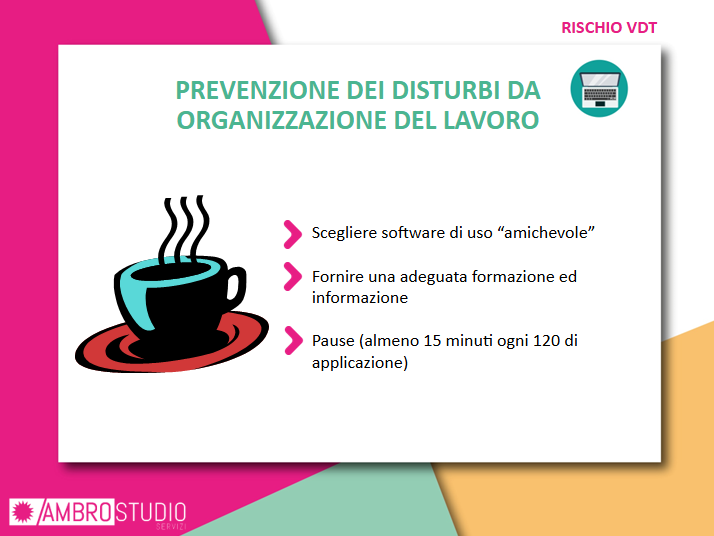 RISCHIO VDT
PREVENZIONE DEI DISTURBI DA
ORGANIZZAZIONE DEL LAVORO
Scegliere software di uso “amichevole”
Fornire una adeguata formazione ed
informazione
Pause (almeno 15 minuti ogni 120 di
applicazione)
AMBROSTUDIO
SERVIZI